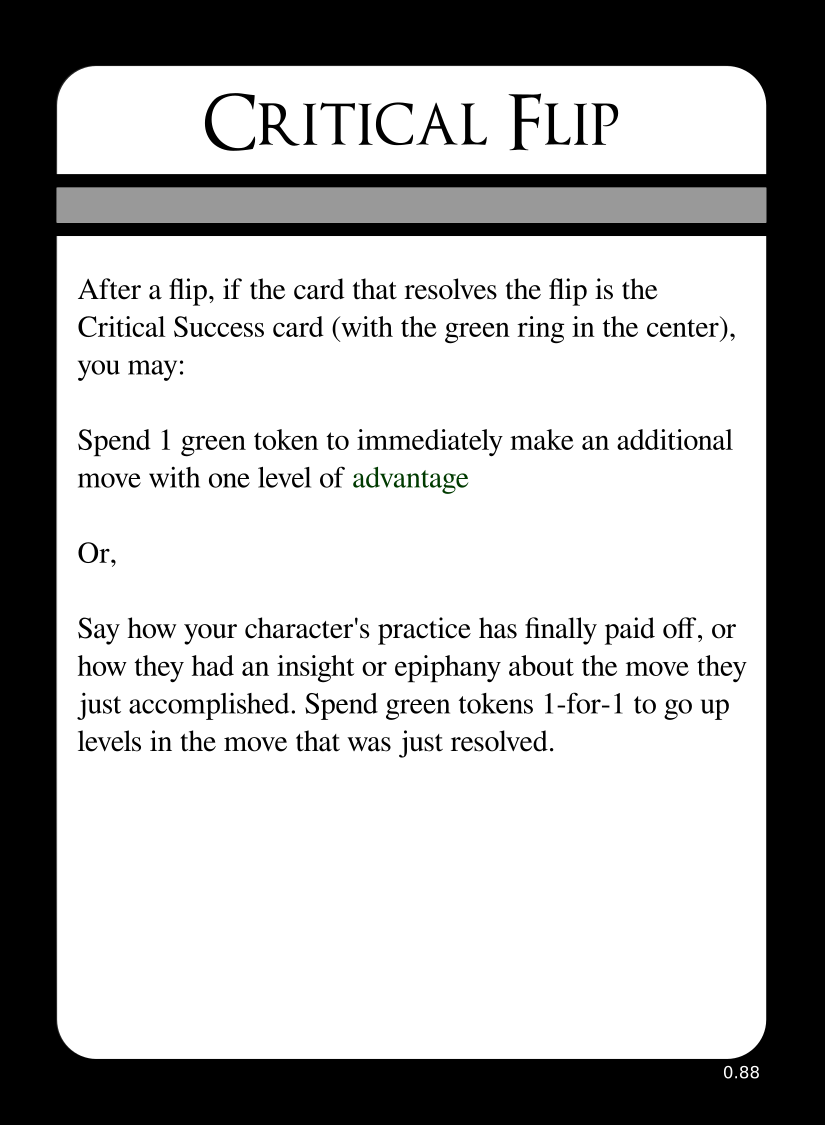 Critical Flip
After a flip, if the card that resolves the flip is the
Critical Success card (with the green ring in the center),
you may:
Spend 1 green token to immediately make an additional
move with one level of advantage
Or,
Say how your character's practice has finally paid off, or
how they had an insight or epiphany about the move they
just accomplished. Spend green tokens 1-for-1 to go up
levels in the move that was just resolved.
0.88